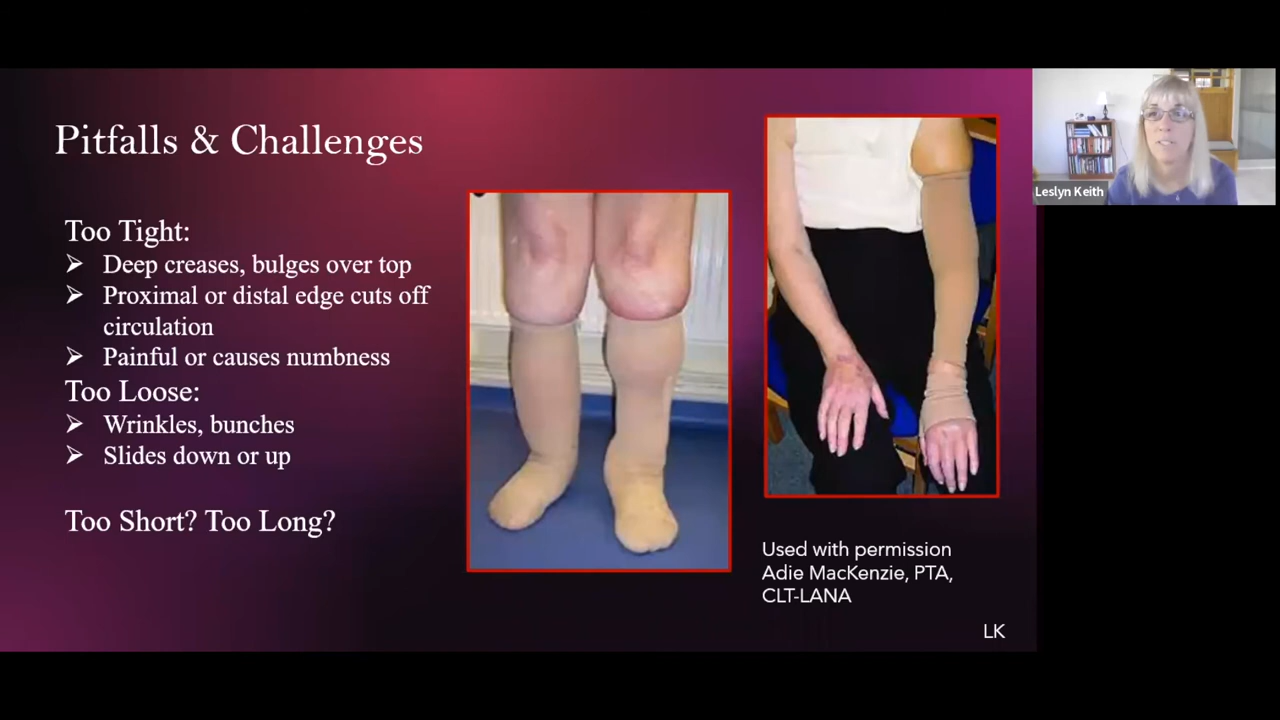 Pitfalls & Challenges
Too Tight:
➢ Deep creases, bulges over top
➢ Proximal or distal edge cuts off
circulation
➢ Painful or causes numbness
Too Loose:
➢ Wrinkles, bunches
➢ Slides down or up
Too Short? Too Long?
Used with permission
Adie MacKenzie, PTA,
CLT-LANA
LK
Leslyn Keith